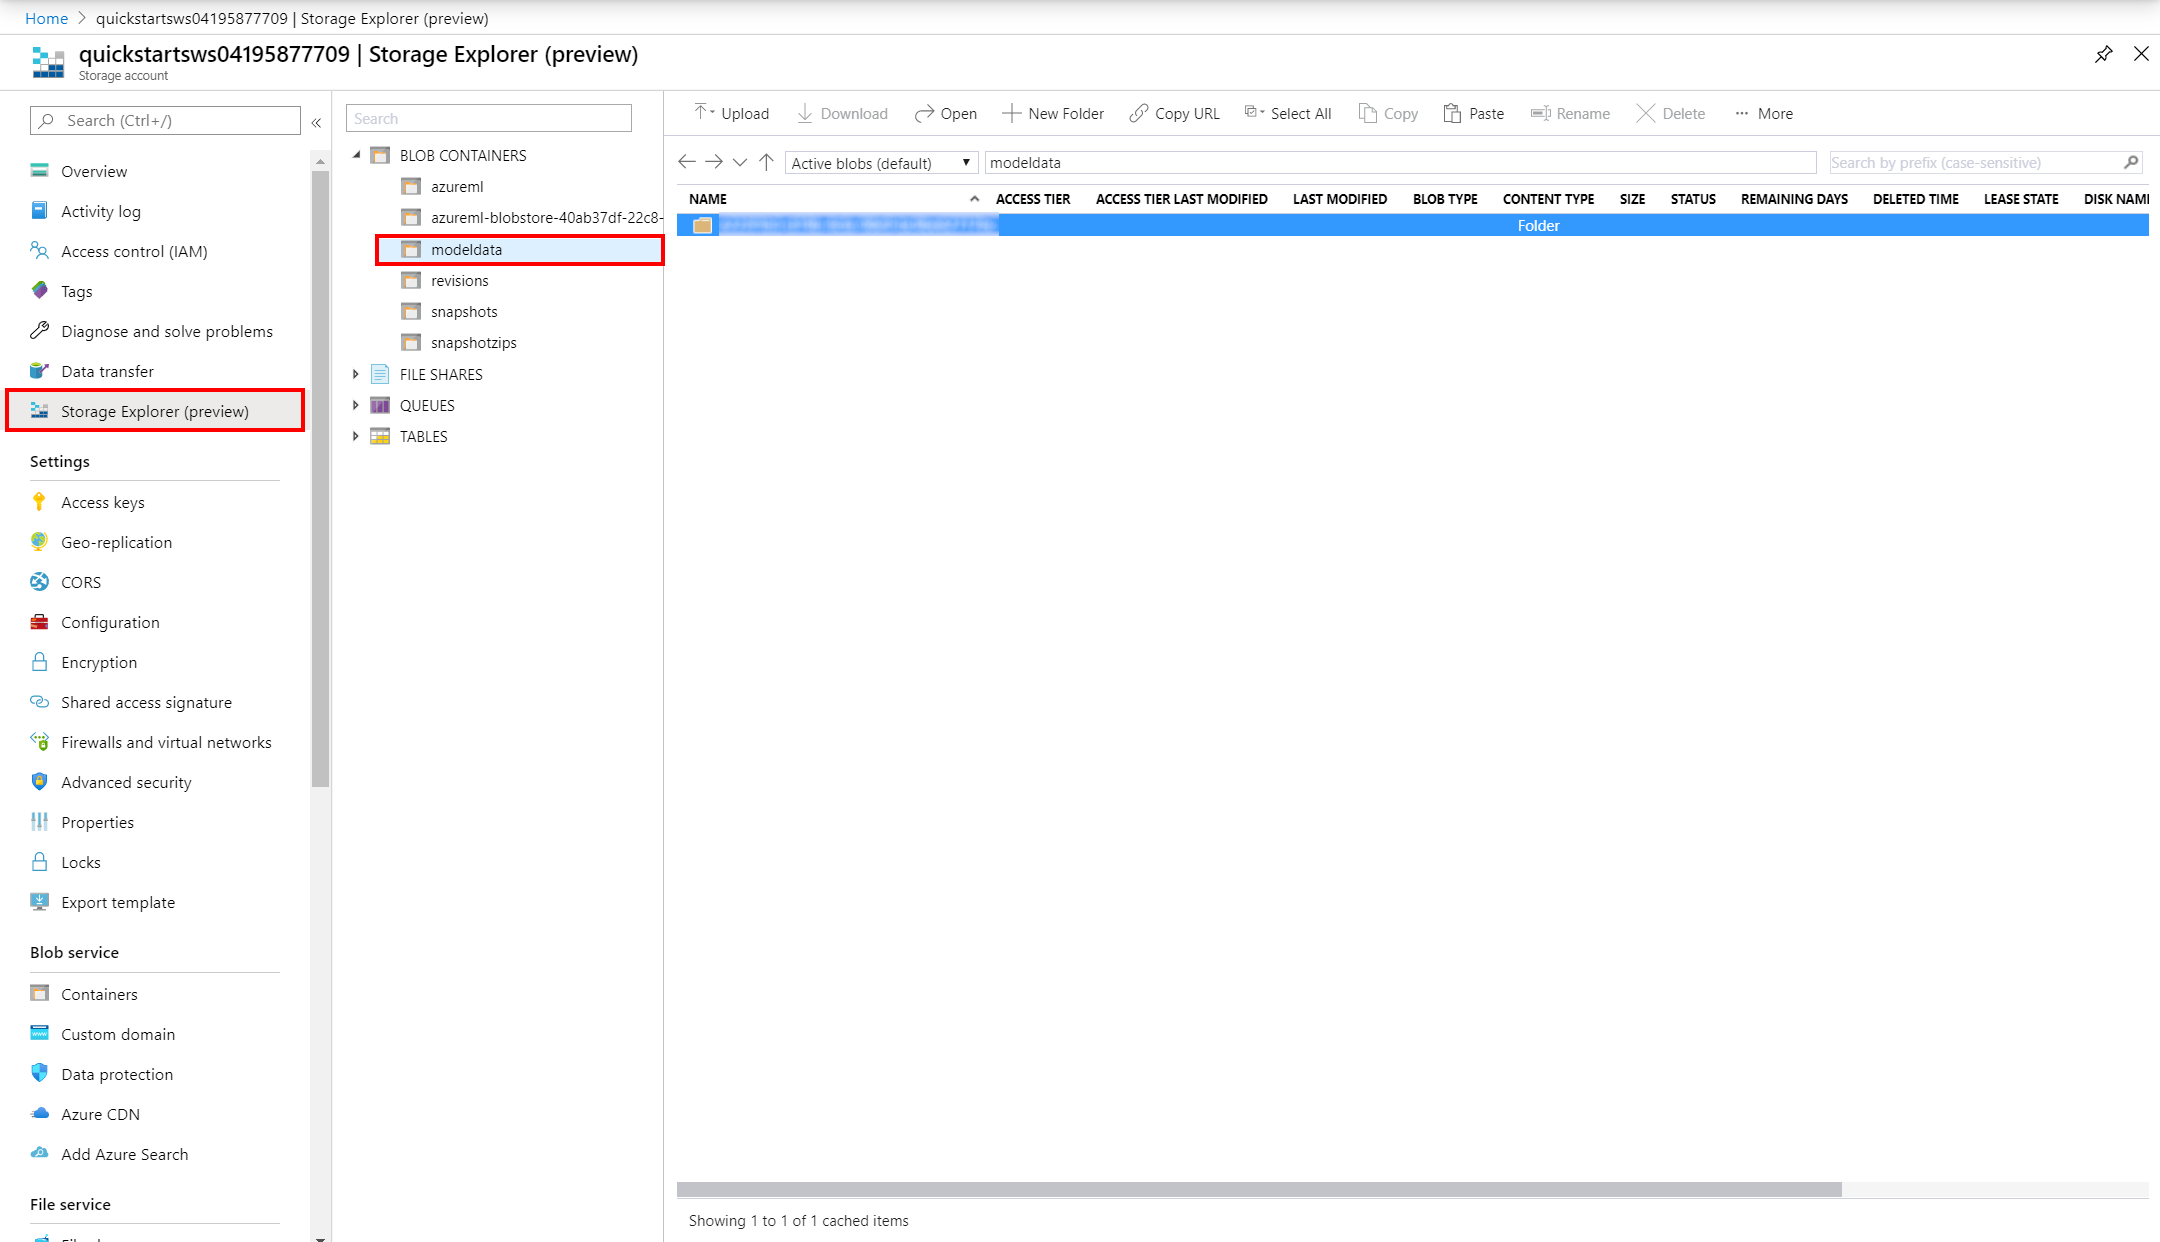 Home > quickstartsws04195877709 | Storage Explorer (preview)
quickstartsws04195877709 | Storage Explorer (preview)
Storage account
Search (Ctrl+/)
«
Overview
Activity log
Access control (IAM)
Tags
Diagnose and solve problems
Data transfer
Storage Explorer (preview)
Settings
Access keys
Geo-replication
CORS
Configuration
Encryption
Shared access signature
Firewalls and virtual networks
Advanced security
Properties
Locks
Export template
Blob service
Containers
Custom domain
Data protection
Azure CDN
Add Azure Search
File service
Search
BLOB CONTAINERS
azureml
azureml-blobstore-40ab37df-22c8-
modeldata
revisions
snapshots
snapshotzips
FILE SHARES
QUEUES
TABLES
Upload Download Open New Folder Copy URL Select All Copy Paste Rename Delete ··· More
Active blobs (default) modeldata Search by prefix (case-sensitive)
NAME ACCESS TIER ACCESS TIER LAST MODIFIED LAST MODIFIED BLOB TYPE CONTENT TYPE SIZE STATUS REMAINING DAYS DELETED TIME LEASE STATE DISK NAM
Folder
Showing 1 to 1 of 1 cached items